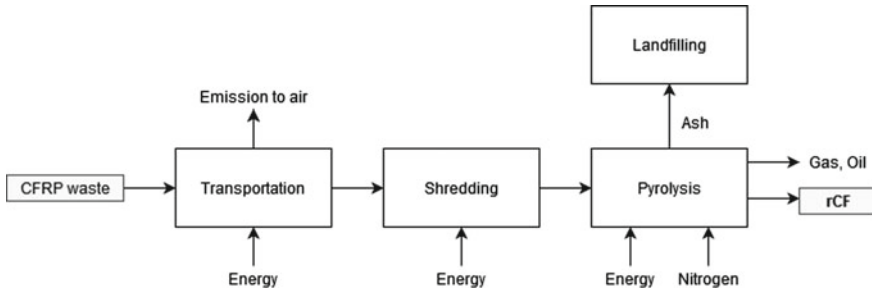 Landfilling
Emission to air
Ash
CFRP waste
Transportation
Shredding
Pyrolysis
Gas, Oil
rCF
Energy
Energy
Energy
Nitrogen